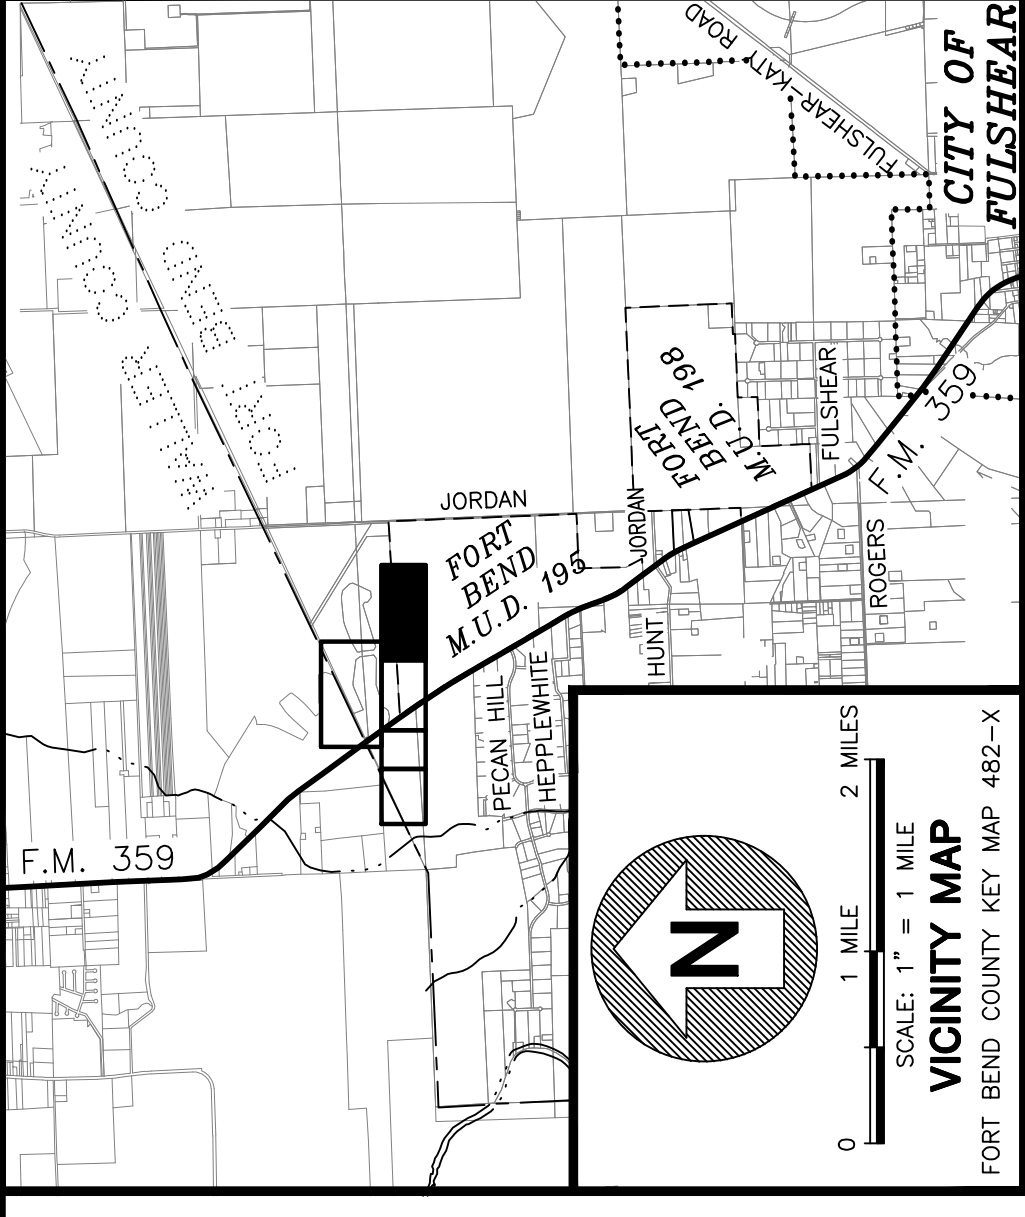 WALLER COUNTY
FORT BEND COUNTY
CITY OF
FULSHEAR
FULSHEAR-KATY ROAD
FORT
BEND
M.U.D. 198
FULSHEAR
F.M. 359
JORDAN
FORT
BEND
M.U.D. 195
JORDAN
HUNT
ROGERS
PECAN HILL
HEPPLEWHITE
F.M. 359
N
0 1 MILE 2 MILES
SCALE: 1" = 1 MILE
VICINITY MAP
FORT BEND COUNTY KEY MAP 482-X